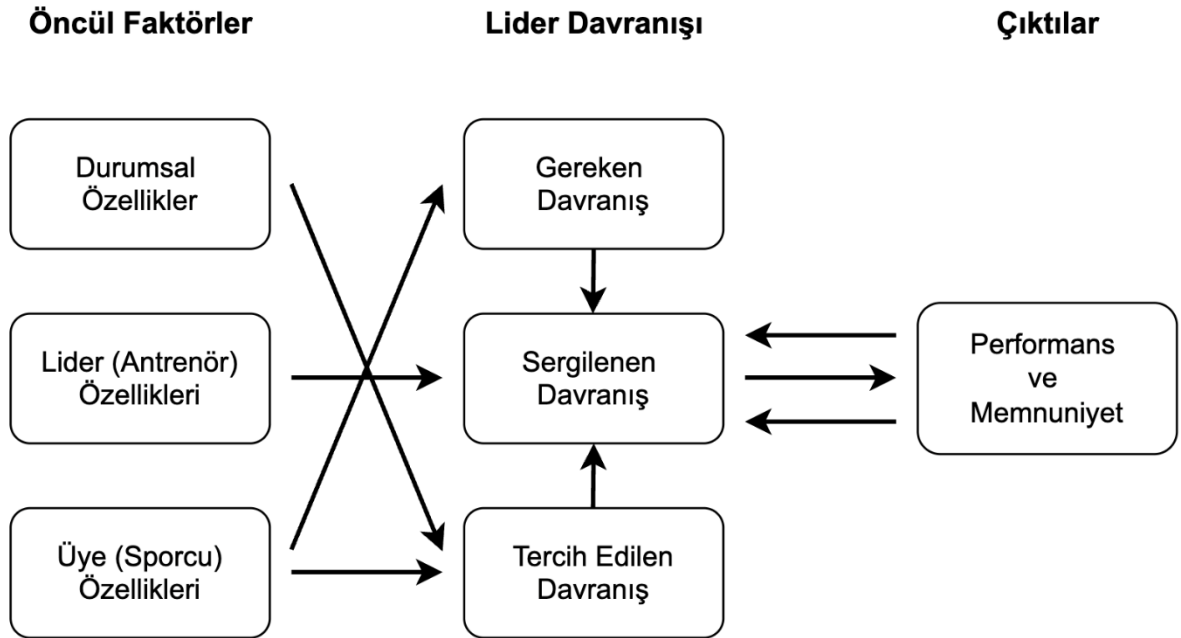 Öncül Faktörler
Lider Davranışı
Çıktılar
Durumsal
Özellikler
Gereken
Davranış
Lider (Antrenör)
Özellikleri
Sergilenen
Davranış
Performans
ve
Memnuniyet
Üye (Sporcu)
Özellikleri
Tercih Edilen
Davranış